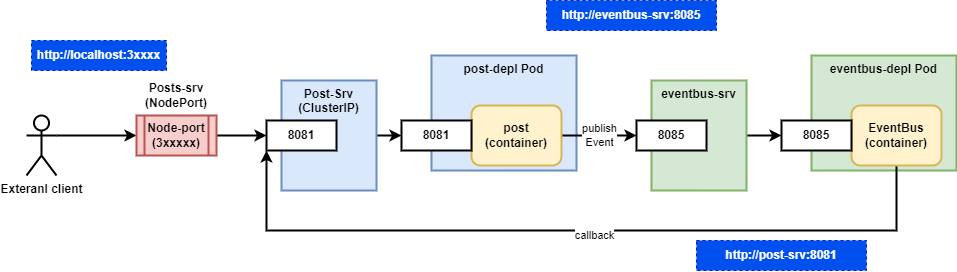 http://eventbus-srv:8085
http://localhost:3xxxx
Posts-srv
(NodePort)
Node-port
(3xxxxx)
Exteranl client
Post-Srv
(ClusterIP)
8081
post-depl Pod
8081
post
(container)
publish
Event
eventbus-srv
8085
eventbus-depl Pod
8085
EventBus
(container)
callback
http://post-srv:8081